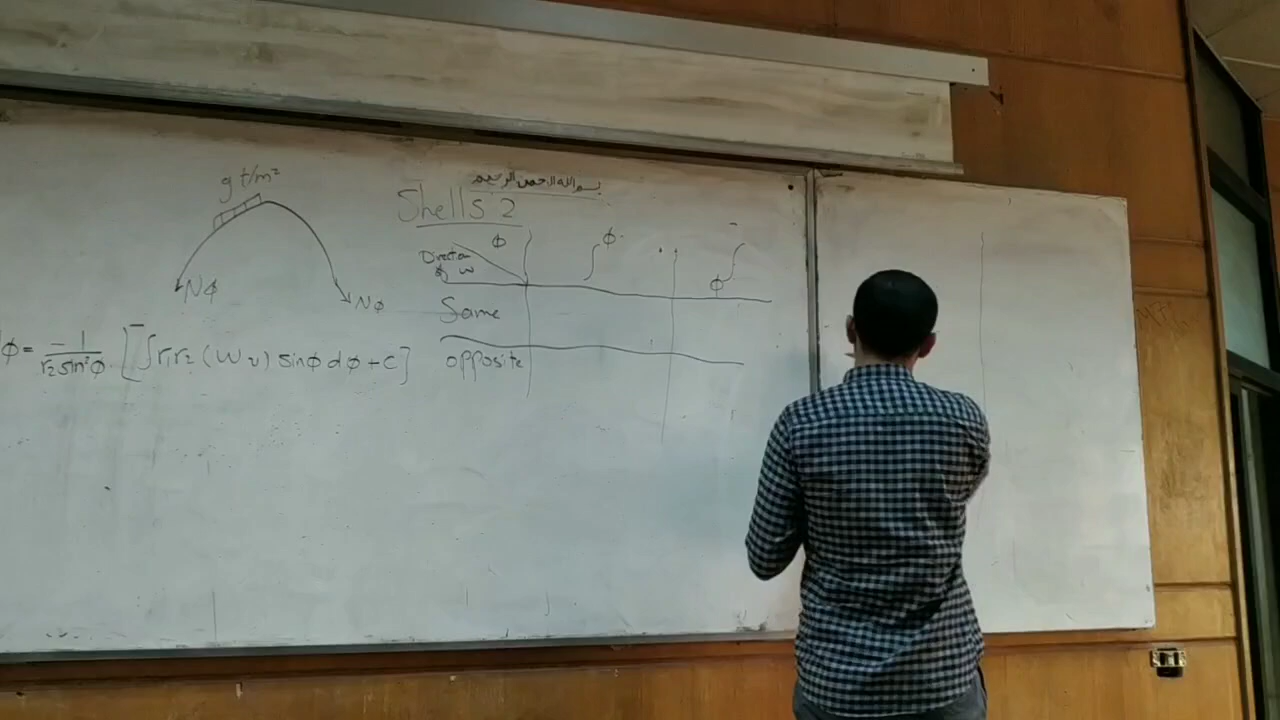 بسم الله الرحمن الرحيم
Shells 2
g t/m²
Nφ
Nφ
φ = -1/(r₂ sin²φ) [-∫r₁r₂ (Wv) sinφ dφ + c]
Direction of w
φ
φ
φ
Same
opposite